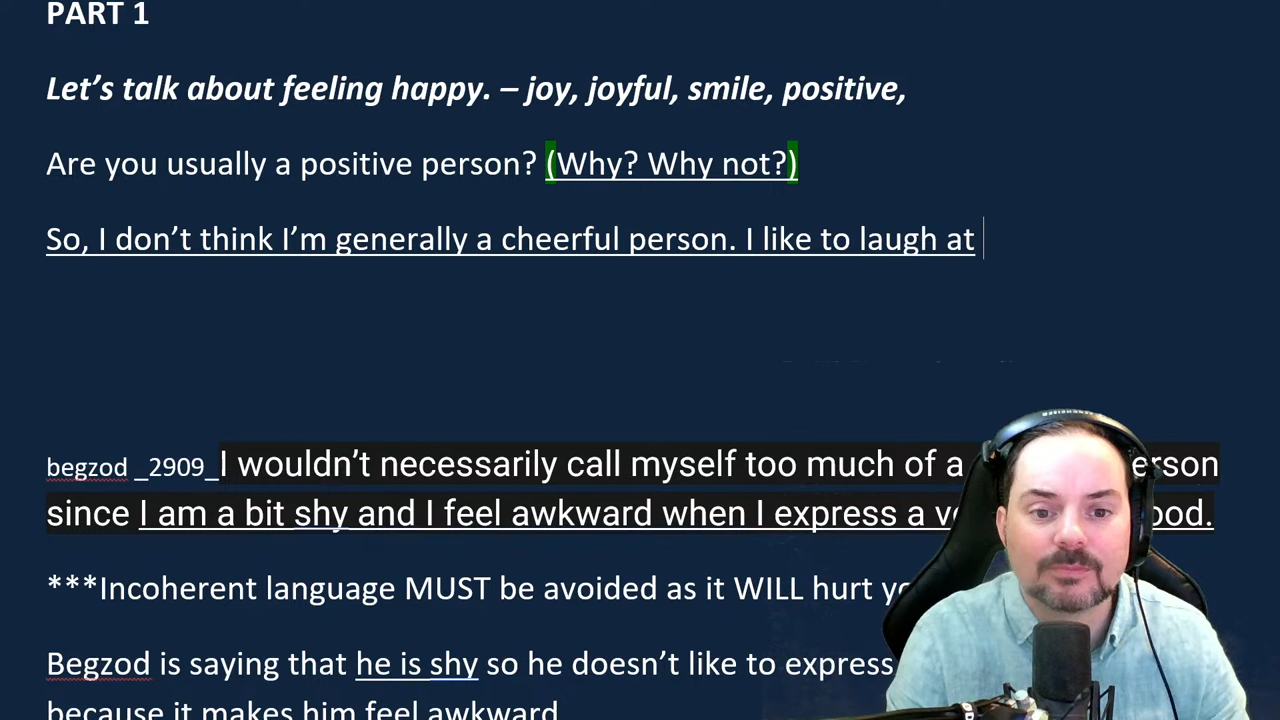 PART 1
Let's talk about feeling happy. – joy, joyful, smile, positive,
Are you usually a positive person? (Why? Why not?)
So, I don't think I'm generally a cheerful person. I like to laugh at
begzod _2909_I wouldn't necessarily call myself too much of a
since I am a bit shy and I feel awkward when I express a
***Incoherent language MUST be avoided as it WILL hurt
Begzod is saying that he is shy so he doesn't like to express
because it makes him feel awkward